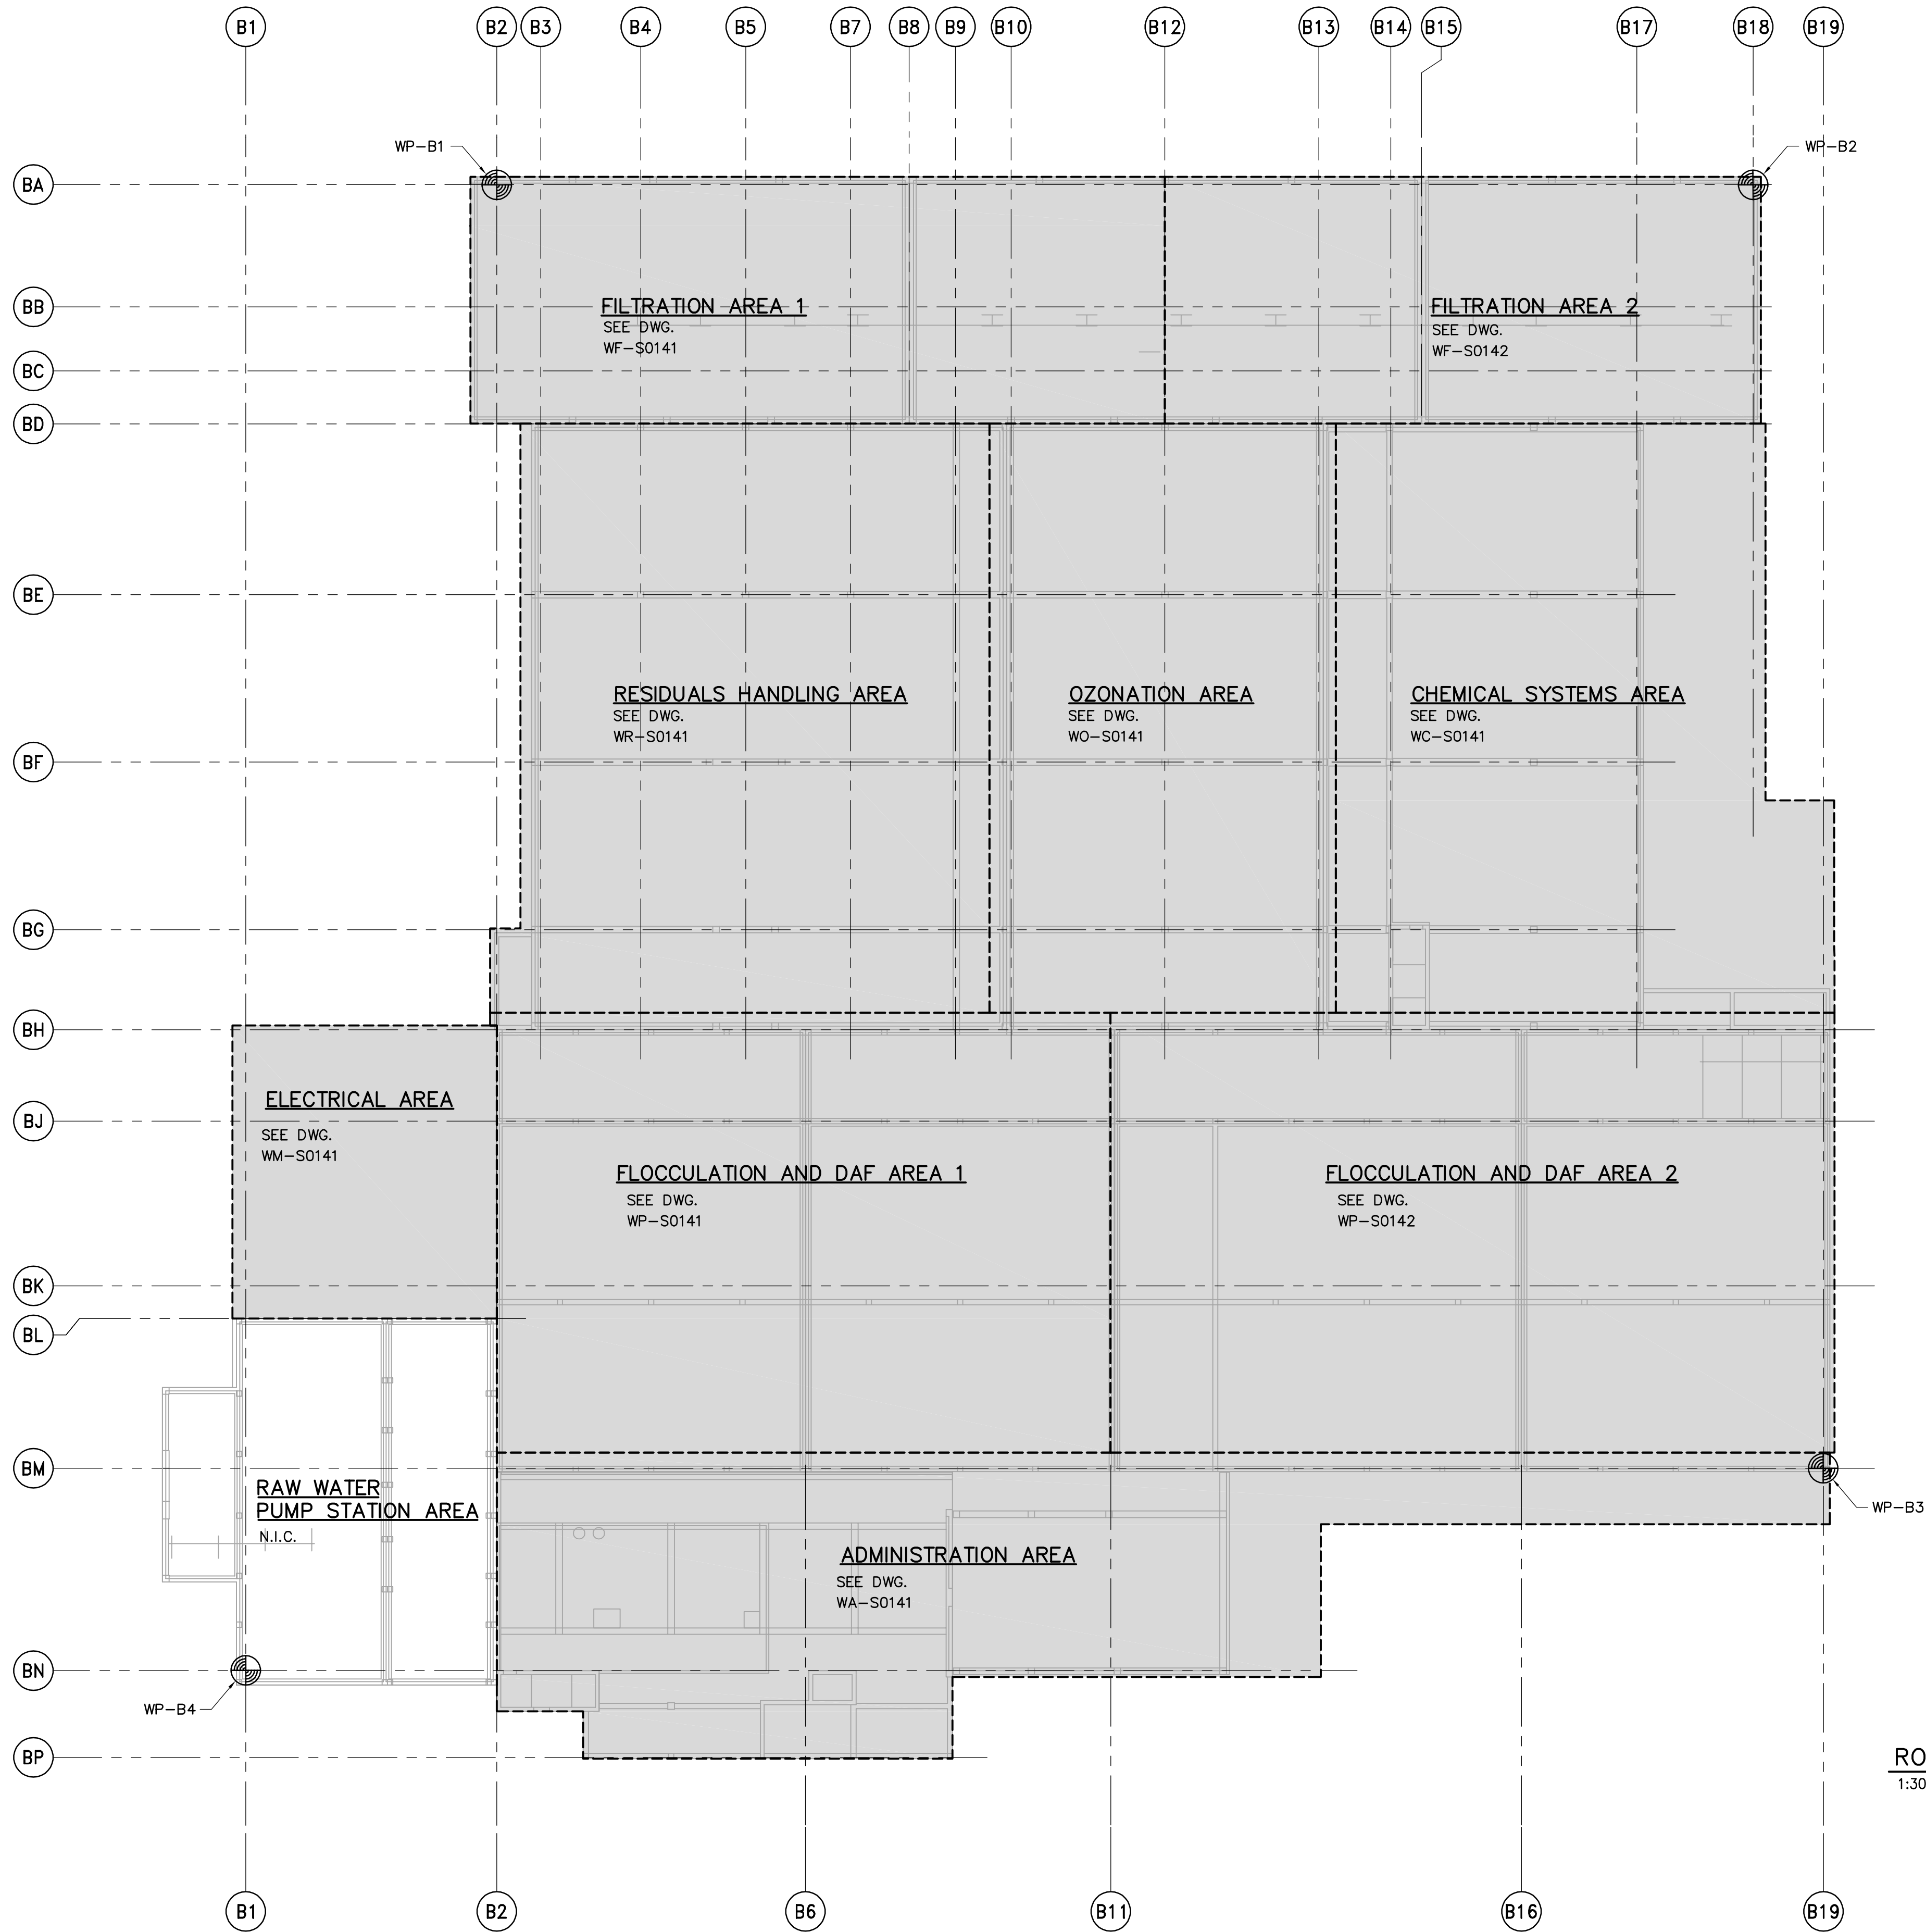 B1
B2
B3
B4
B5
B7
B8
B9
B10
B12
B13
B14
B15
B17
B18
B19
WP-B1
WP-B2
BA
BB
FILTRATION AREA 1
SEE DWG.
WF-S0141
FILTRATION AREA 2
SEE DWG.
WF-S0142
BC
BD
BE
RESIDUALS HANDLING AREA
SEE DWG.
WR-S0141
OZONATION AREA
SEE DWG.
WO-S0141
CHEMICAL SYSTEMS AREA
SEE DWG.
WC-S0141
BF
BG
BH
ELECTRICAL AREA
SEE DWG.
WM-S0141
BJ
FLOCCULATION AND DAF AREA 1
SEE DWG.
WP-S0141
FLOCCULATION AND DAF AREA 2
SEE DWG.
WP-S0142
BK
BL
BM
RAW WATER
PUMP STATION AREA
N.I.C.
WP-B3
ADMINISTRATION AREA
SEE DWG.
WA-S0141
BN
WP-B4
BP
RO
1:30
B1
B2
B6
B11
B16
B19